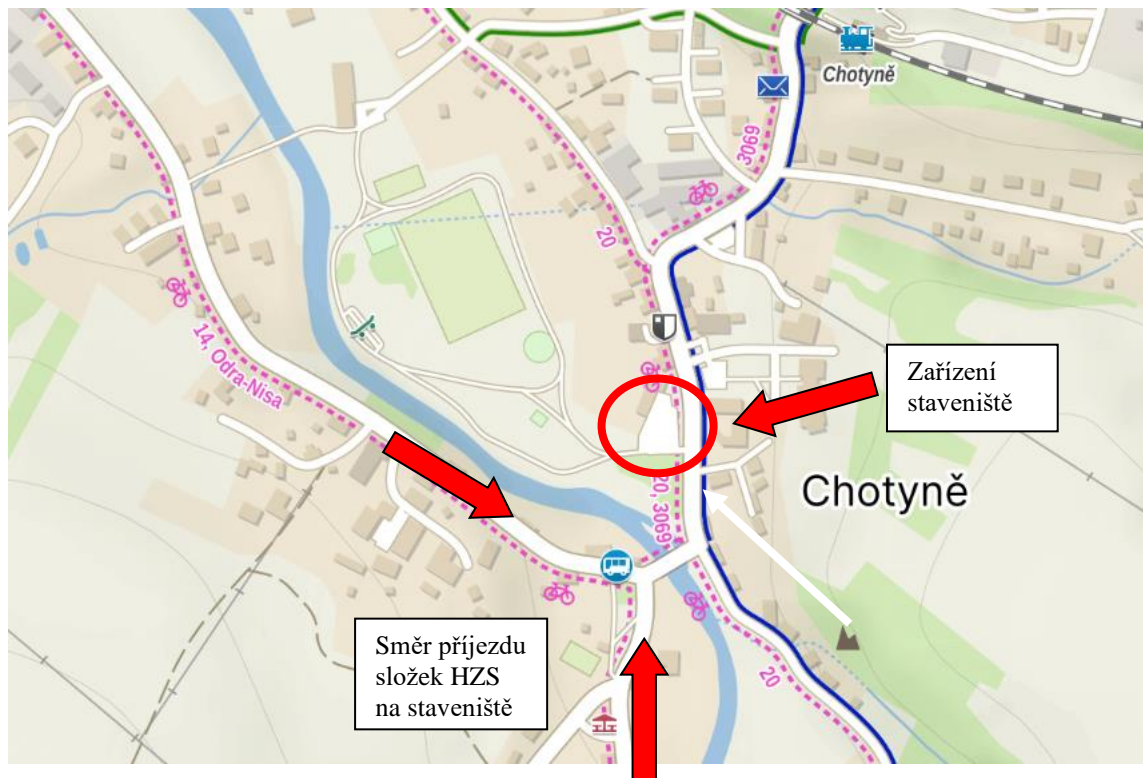 Chotyně
3069
20
14, Odra-Nisa
Zařízení
staveniště
Chotyně
20, 3069
Směr příjezdu
složek HZS
na staveniště
20